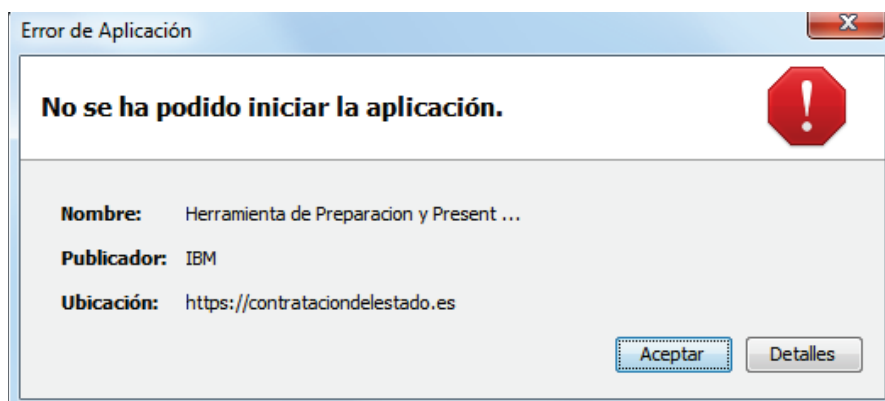 Error de Aplicación
No se ha podido iniciar la aplicación.
Nombre: Herramienta de Preparacion y Present ...
Publicador: IBM
Ubicación: https://contrataciondelestado.es
Aceptar Detalles